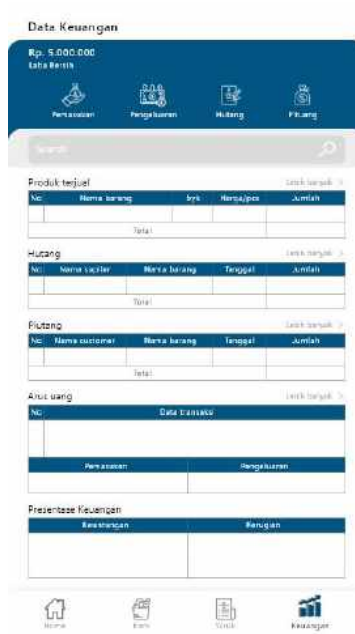 Data Keuangan
Rp. 5.000.000
Laba Bersih
Pemasukan Pengeluaran Hutang Piutang
Search
Produk terjual Lebih banyak >
No Nama barang byk Harga/pcs Jumlah
Total
Hutang Lebih banyak >
No Nama suplier Nama barang Tanggal Jumlah
Total
Piutang Lebih banyak >
No Nama customer Nama barang Tanggal Jumlah
Total
Arus uang Lebih banyak >
No Data transaksi
Pemasukan Pengeluaran
Presentase Keuangan
Keuntungan Kerugian
Home Struk Keuangan